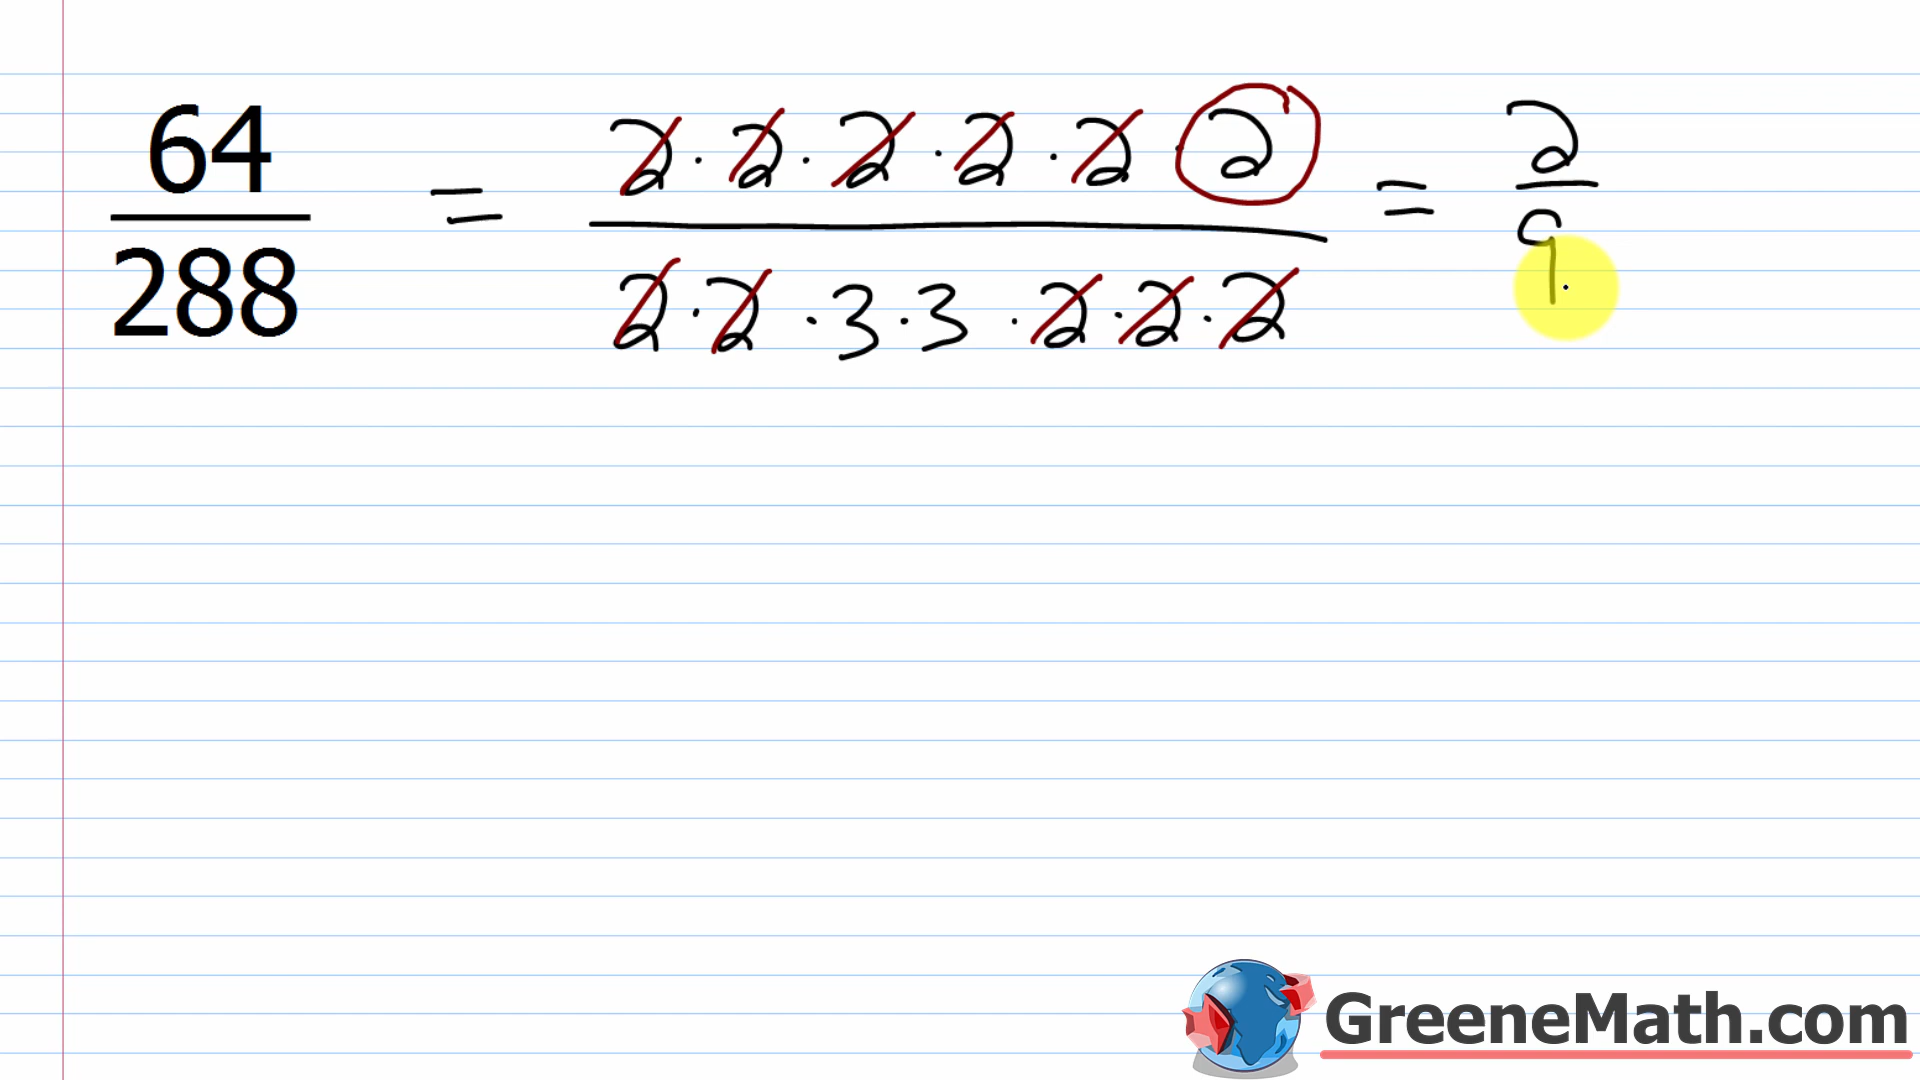 64/288 = 2 · 2 · 2 · 2 · 2 · 2 / 2 · 2 · 3 · 3 · 2 · 2 · 2 = 2/9
GreeneMath.com